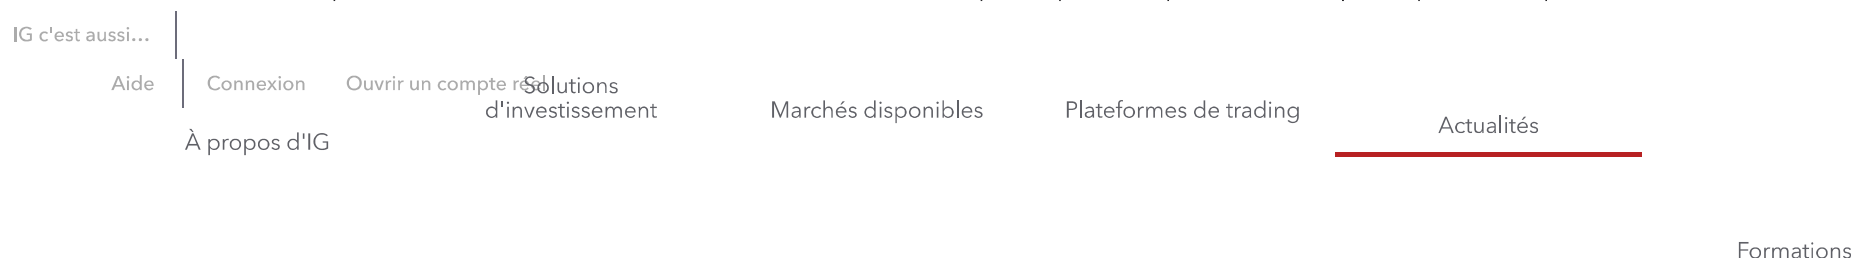 IG c'est aussi...
Aide
Connexion
Ouvrir un compte réel
Solutions
d'investissement
Marchés disponibles
Plateformes de trading
Actualités
À propos d'IG
Formations